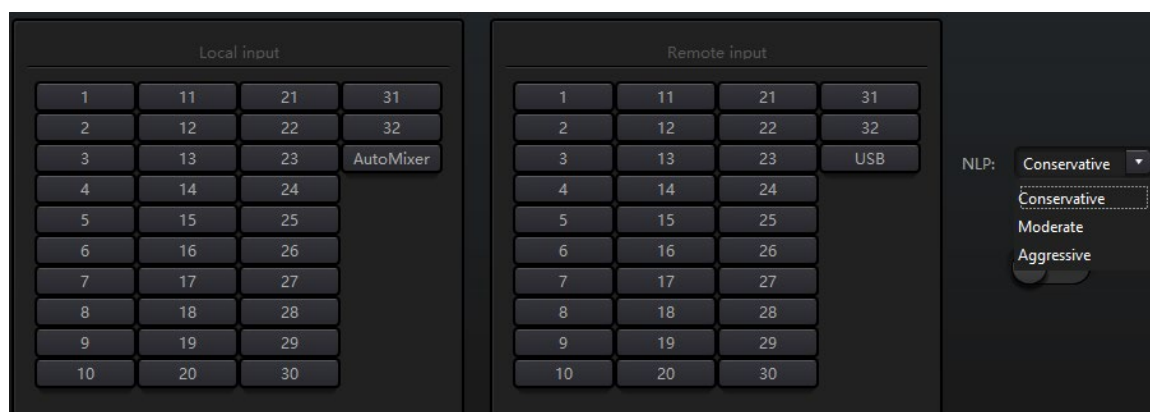 Local input
Remote input
1 11 21 31
2 12 22 32
3 13 23 AutoMixer
4 14 24
5 15 25
6 16 26
7 17 27
8 18 28
9 19 29
10 20 30
1 11 21 31
2 12 22 32
3 13 23 USB
4 14 24
5 15 25
6 16 26
7 17 27
8 18 28
9 19 29
10 20 30
NLP: Conservative
Conservative
Moderate
Aggressive